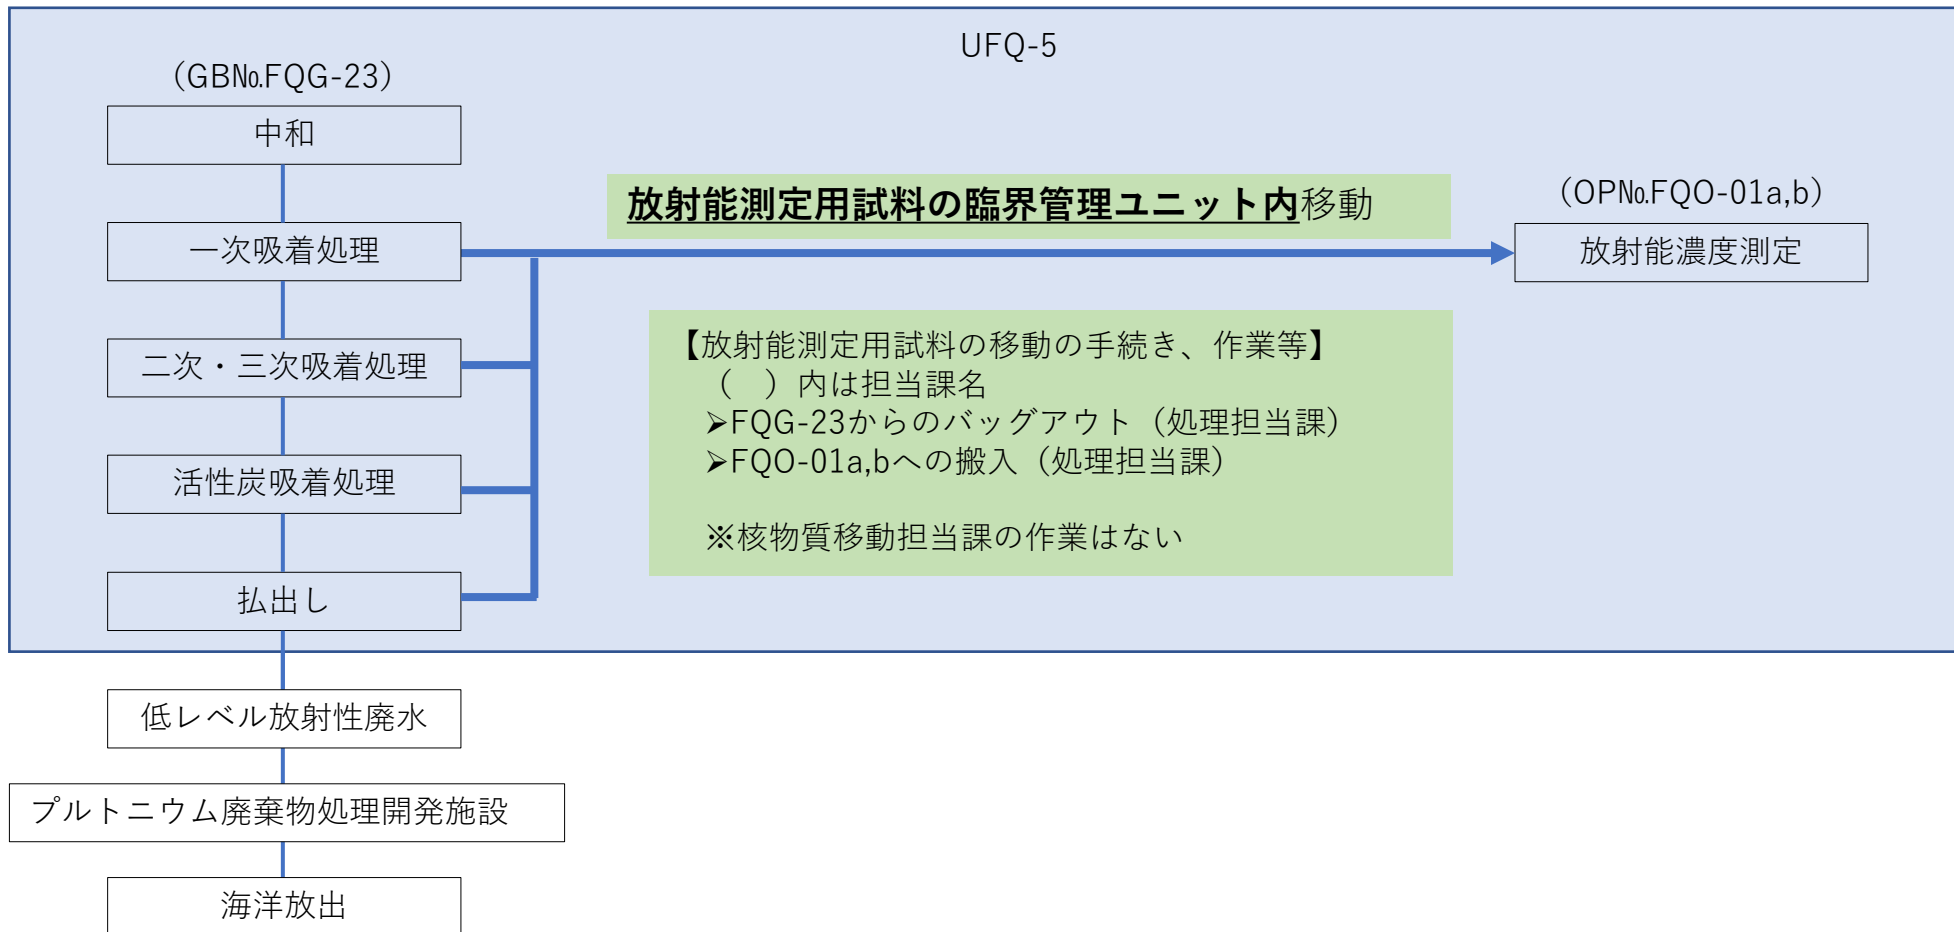 UFQ-5
（GB№.FQG-23）
中和
一次吸着処理
二次・三次吸着処理
活性炭吸着処理
払出し
低レベル放射性廃水
プルトニウム廃棄物処理開発施設
海洋放出
放射能測定用試料の臨界管理ユニット内移動
（OP№.FQO-01a,b）
放射能濃度測定
【放射能測定用試料の移動の手続き、作業等】
（　）内は担当課名
➢FQG-23からのバッグアウト（処理担当課）
➢FQO-01a,bへの搬入（処理担当課）
※核物質移動担当課の作業はない